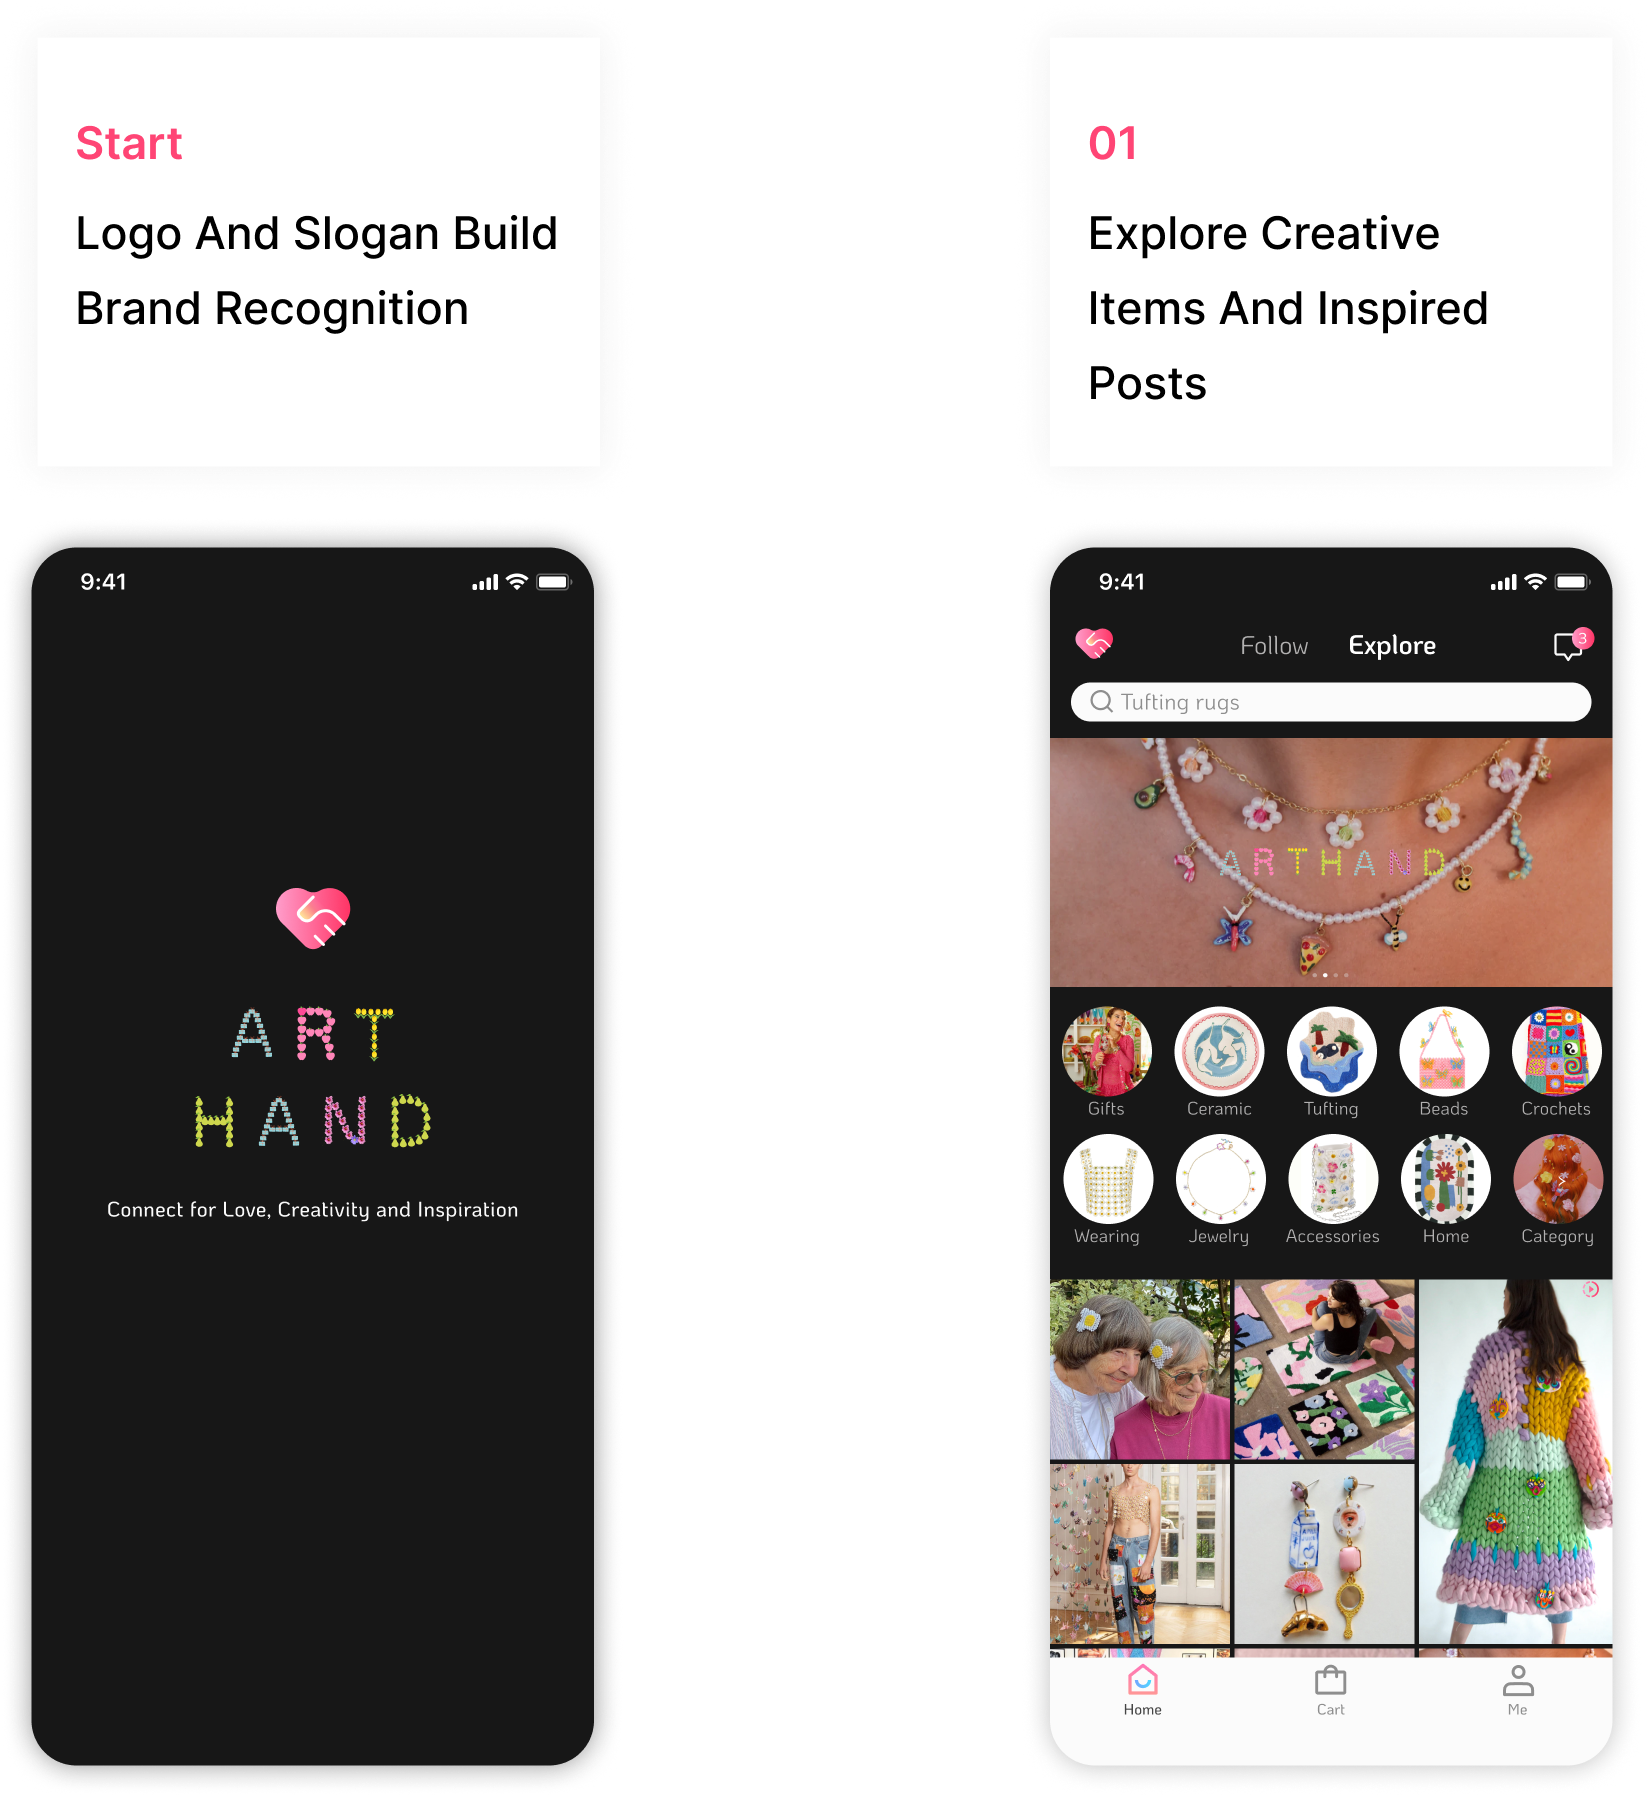 Start
Logo And Slogan Build
Brand Recognition
01
Explore Creative
Items And Inspired
Posts
9:41
ART
HAND
Connect for Love, Creativity and Inspiration
9:41
Follow Explore 3
Tufting rugs
ARTHAND
Gifts Ceramic Tufting Beads Crochets
Wearing Jewelry Accessories Home Category
Home Cart Me